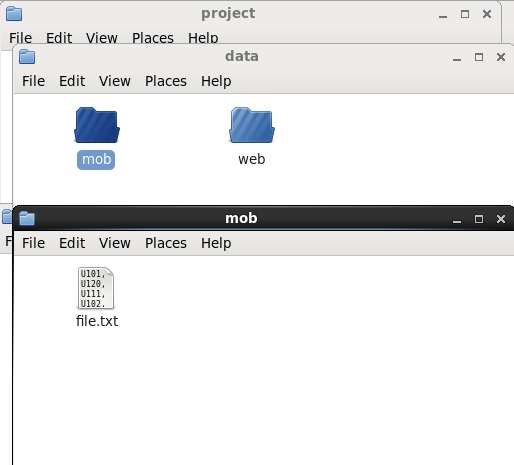 project
File Edit View Places Help
data
File Edit View Places Help
mob web
mob
F
File Edit View Places Help
U101,
U120,
U111,
U102.
file.txt